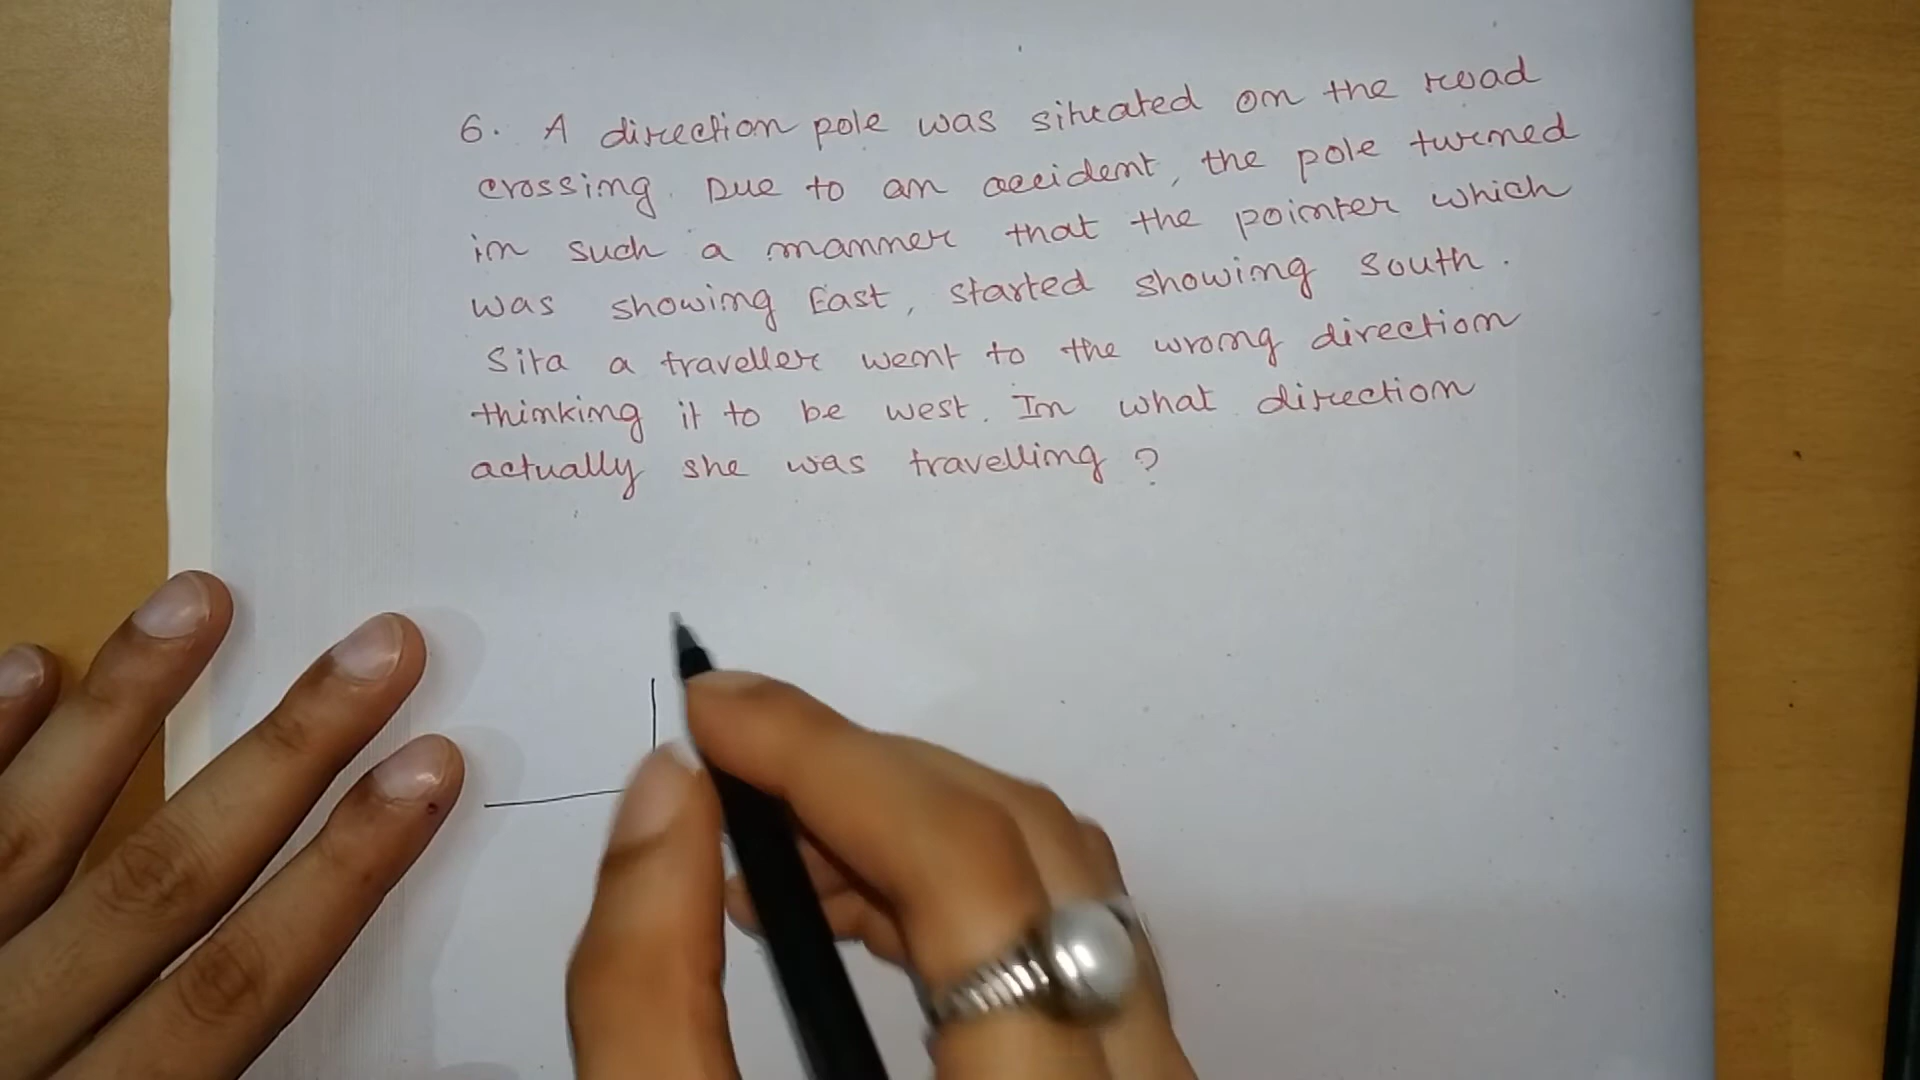 6. A direction pole was situated on the road
crossing. Due to an accident, the pole turned
in such a manner that the pointer which
was showing East, started showing south.
Sita a traveller went to the wrong direction
thinking it to be west. In what direction
actually she was travelling ?